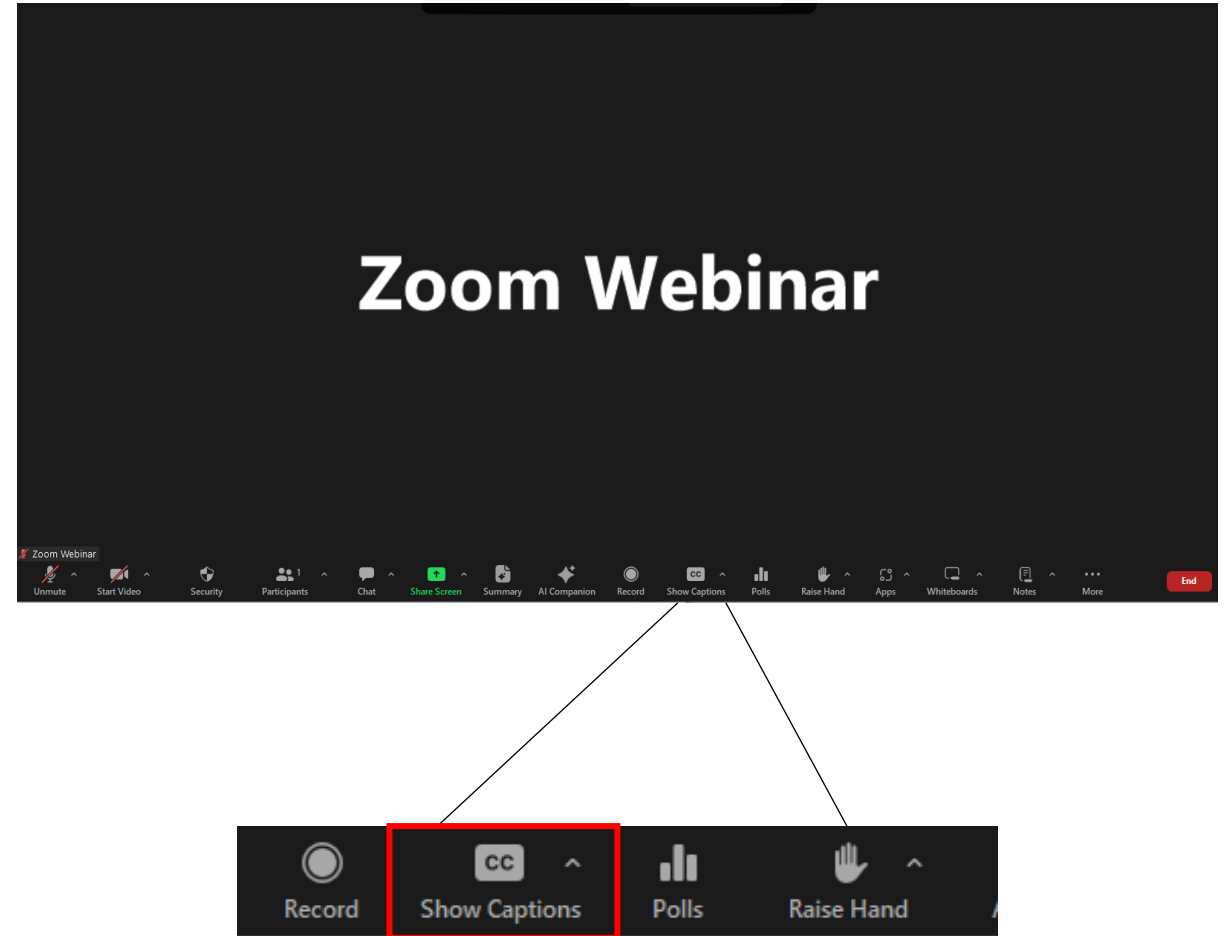 Zoom Webinar
Zoom Webinar
1
Unmute Start Video Security Participants Chat Share Screen Summary AI Companion Record Show Captions Polls Raise Hand Apps Whiteboards Notes More End
CC
CC
Record Show Captions Polls Raise Hand